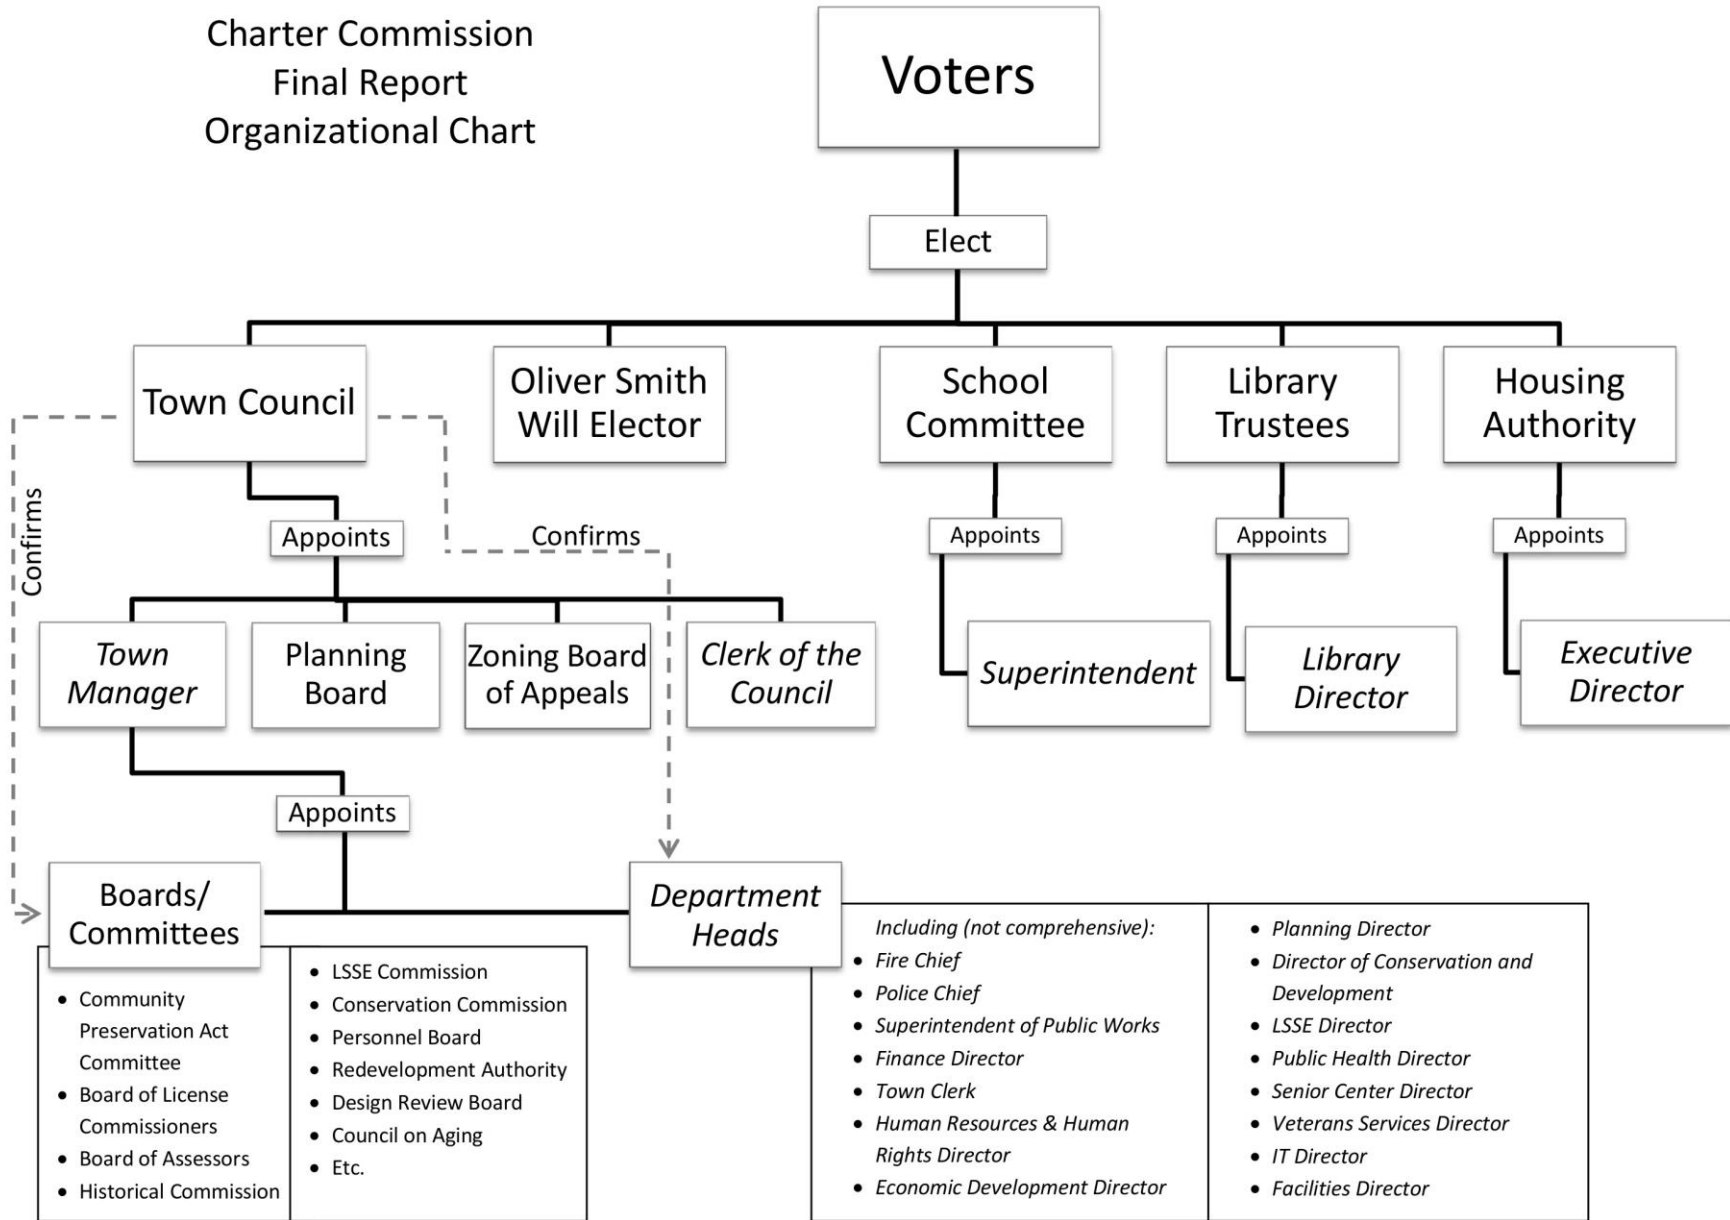 Charter Commission
Final Report
Organizational Chart
Voters
Elect
Town Council
Oliver Smith
Will Elector
School
Committee
Library
Trustees
Housing
Authority
Confirms
Appoints
Confirms
Appoints
Appoints
Appoints
Town
Manager
Planning
Board
Zoning Board
of Appeals
Clerk of the
Council
Superintendent
Library
Director
Executive
Director
Appoints
Boards/
Committees
Department
Heads
• Community
Preservation Act
Committee
• Board of License
Commissioners
• Board of Assessors
• Historical Commission
• LSSE Commission
• Conservation Commission
• Personnel Board
• Redevelopment Authority
• Design Review Board
• Council on Aging
• Etc.
Including (not comprehensive):
• Fire Chief
• Police Chief
• Superintendent of Public Works
• Finance Director
• Town Clerk
• Human Resources & Human
Rights Director
• Economic Development Director
• Planning Director
• Director of Conservation and
Development
• LSSE Director
• Public Health Director
• Senior Center Director
• Veterans Services Director
• IT Director
• Facilities Director